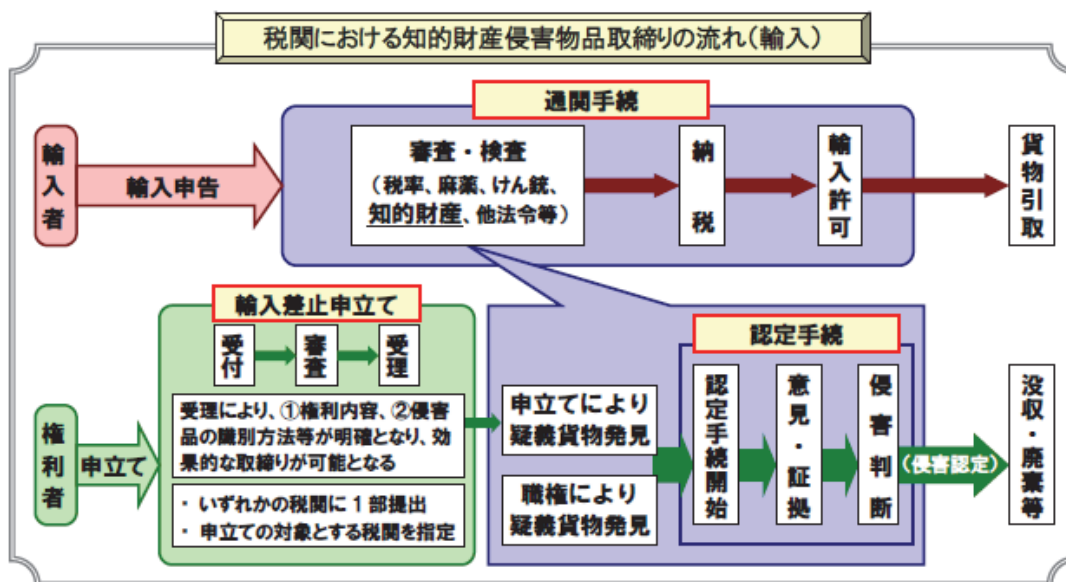 税関における知的財産侵害物品取締りの流れ(輸入)
通関手続
輸入者
輸入申告
審査・検査
(税率、麻薬、けん銃、
知的財産、他法令等)
納税
輸入許可
貨物引取
輸入差止申立て
受付
審査
受理
受理により、①権利内容、②侵害
品の識別方法等が明確となり、効
果的な取締りが可能となる
・いずれかの税関に1部提出
・申立ての対象とする税関を指定
権利者
申立て
申立てにより
疑義貨物発見
職権により
疑義貨物発見
認定手続
認定手続開始
意見・証拠
侵害判断
(侵害認定)
没収・廃棄等